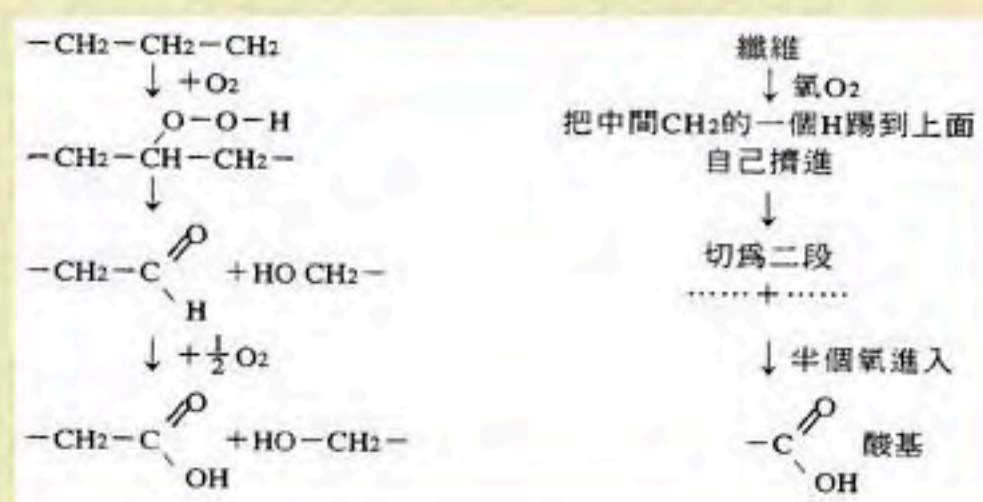 -CH2-CH2-CH2
↓ +O2
O-O-H
-CH2-CH-CH2-
↓
O
-CH2-C +HO CH2-
H
↓ +1/2 O2
O
-CH2-C +HO-CH2-
OH
纖維
↓ 氧O2
把中間CH2的一個H踢到上面
自己擠進
↓
切爲二段
……+……
↓ 半個氧進入
O
-C 酸基
OH